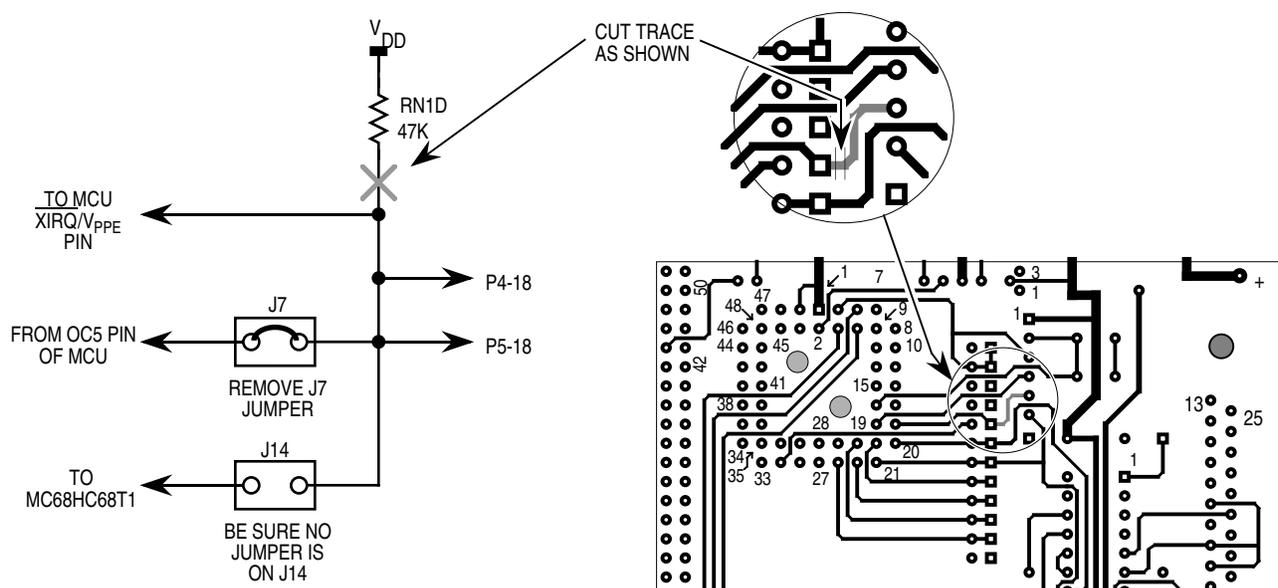 VDD
RN1D
47K
CUT TRACE
AS SHOWN
TO MCU
XIRQ/VPPE
PIN
P4-18
J7
FROM OC5 PIN
OF MCU
P5-18
REMOVE J7
JUMPER
J14
TO
MC68HC68T1
BE SURE NO
JUMPER IS
ON J14
50
47
1
7
3
1
+
48
9
1
46
45
2
8
44
10
42
41
15
38
13
25
28
19
34
20
35
33
27
21
1